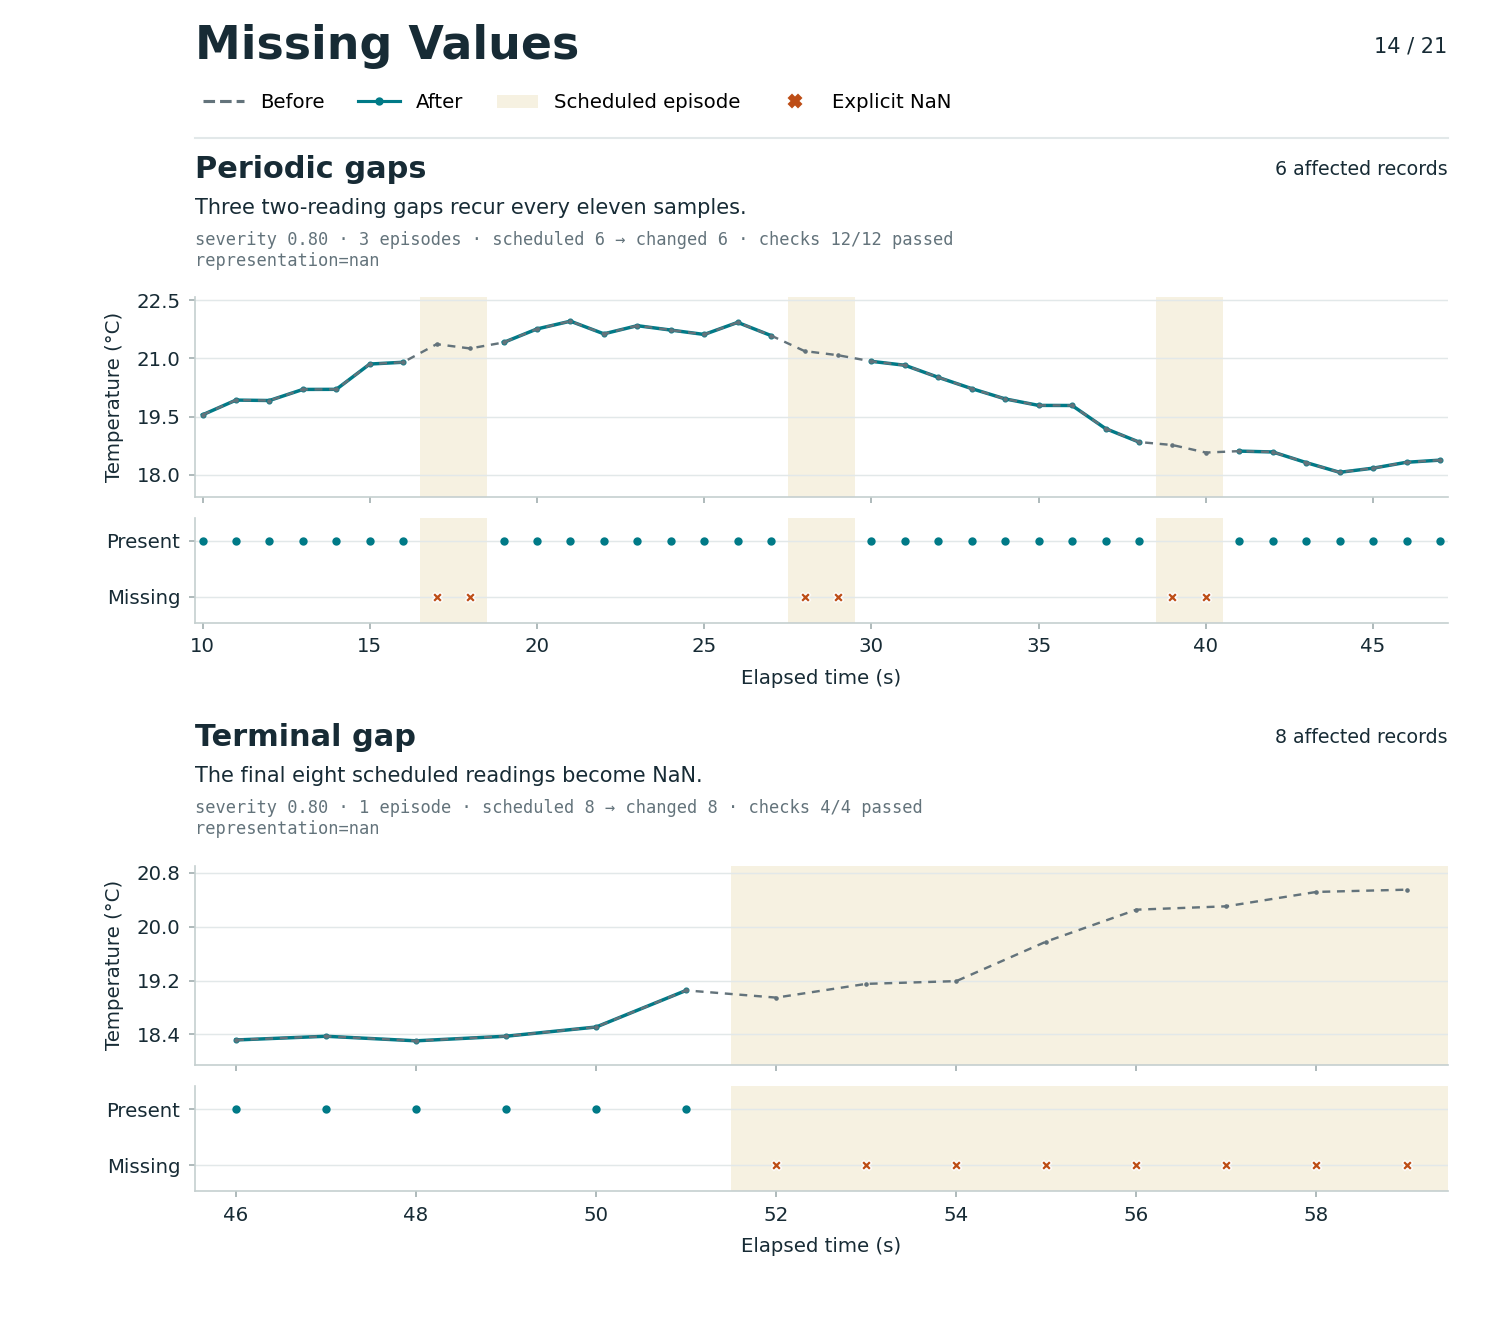 Missing Values
14 / 21
Before
After
Scheduled episode
Explicit NaN
Periodic gaps
6 affected records
Three two-reading gaps recur every eleven samples.
severity 0.80 · 3 episodes · scheduled 6 → changed 6 · checks 12/12 passed
representation=nan
Temperature (°C)
22.5
21.0
19.5
18.0
Present
Missing
10 15 20 25 30 35 40 45
Elapsed time (s)
Terminal gap
8 affected records
The final eight scheduled readings become NaN.
severity 0.80 · 1 episode · scheduled 8 → changed 8 · checks 4/4 passed
representation=nan
Temperature (°C)
20.8
20.0
19.2
18.4
Present
Missing
46 48 50 52 54 56 58
Elapsed time (s)